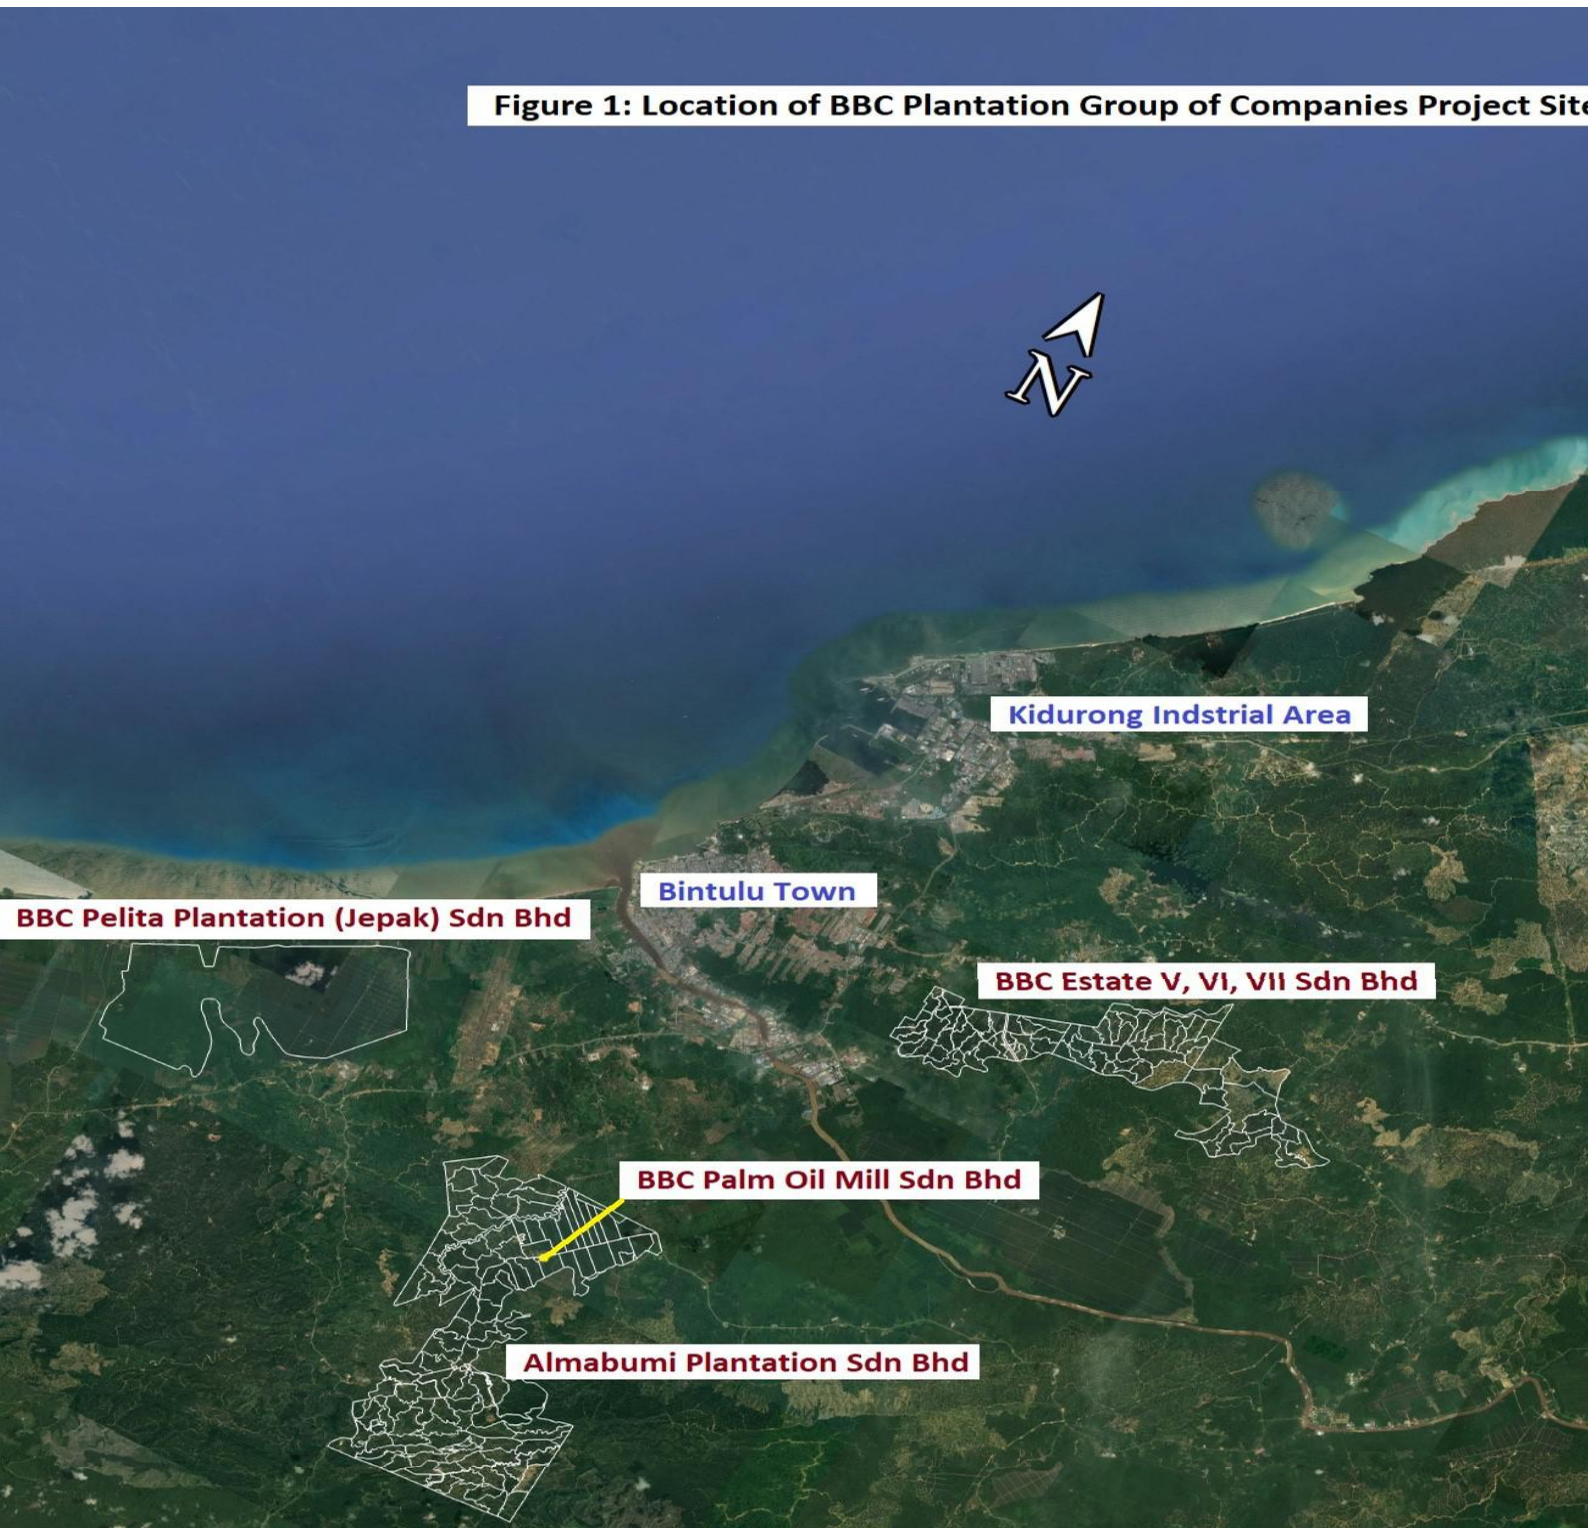 Figure 1: Location of BBC Plantation Group of Companies Project Site
N
Kidurong Indstrial Area
Bintulu Town
BBC Pelita Plantation (Jepak) Sdn Bhd
BBC Estate V, VI, VII Sdn Bhd
BBC Palm Oil Mill Sdn Bhd
Almabumi Plantation Sdn Bhd